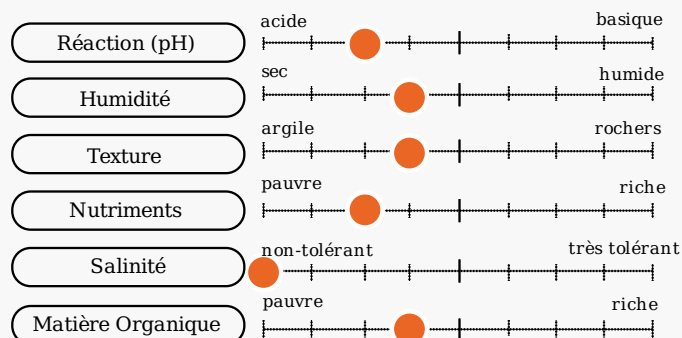 Réaction (pH) acide basique
Humidité sec humide
Texture argile rochers
Nutriments pauvre riche
Salinité non-tolérant très tolérant
Matière Organique pauvre riche